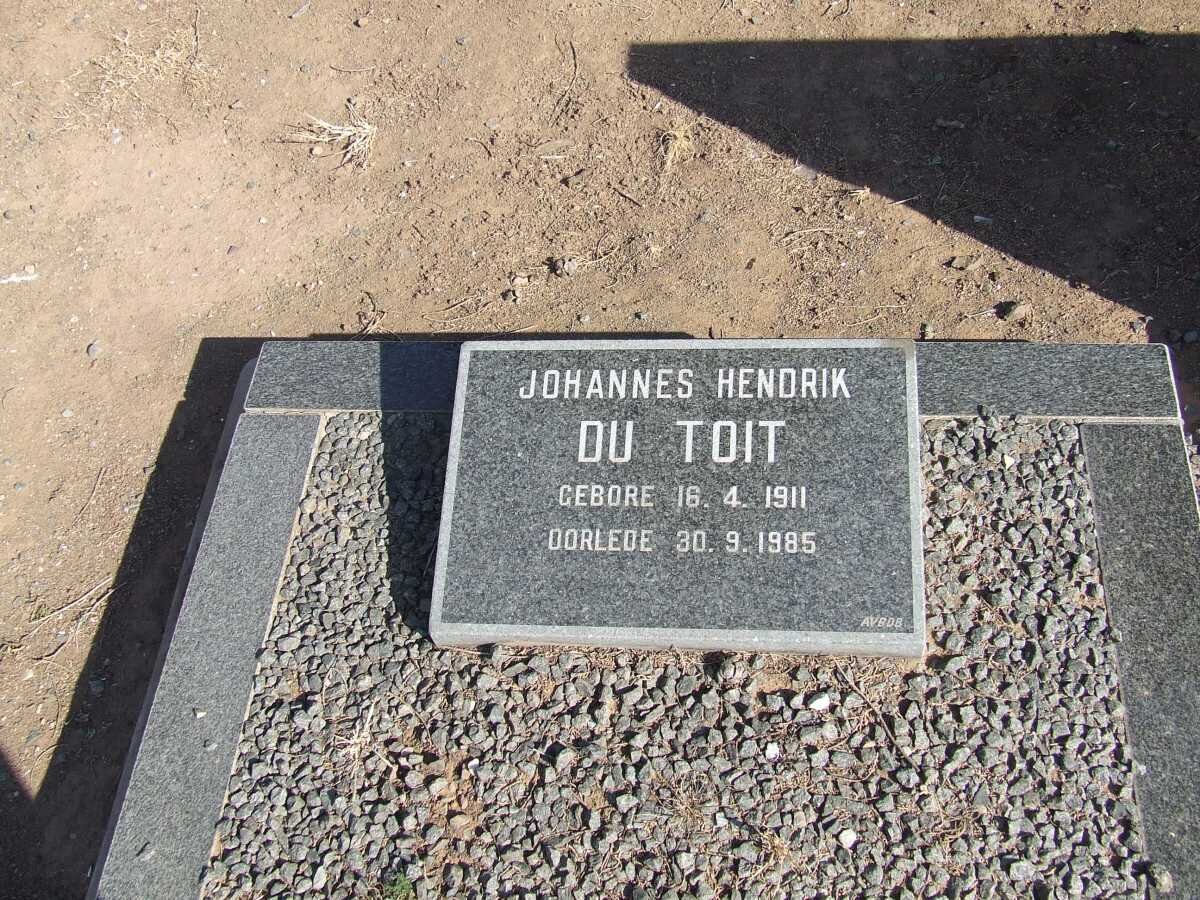 JOHANNES HENDRIK
DU TOIT
GEBORE 16. 4. 1911
OORLEDE 30. 9. 1985
AVBOB